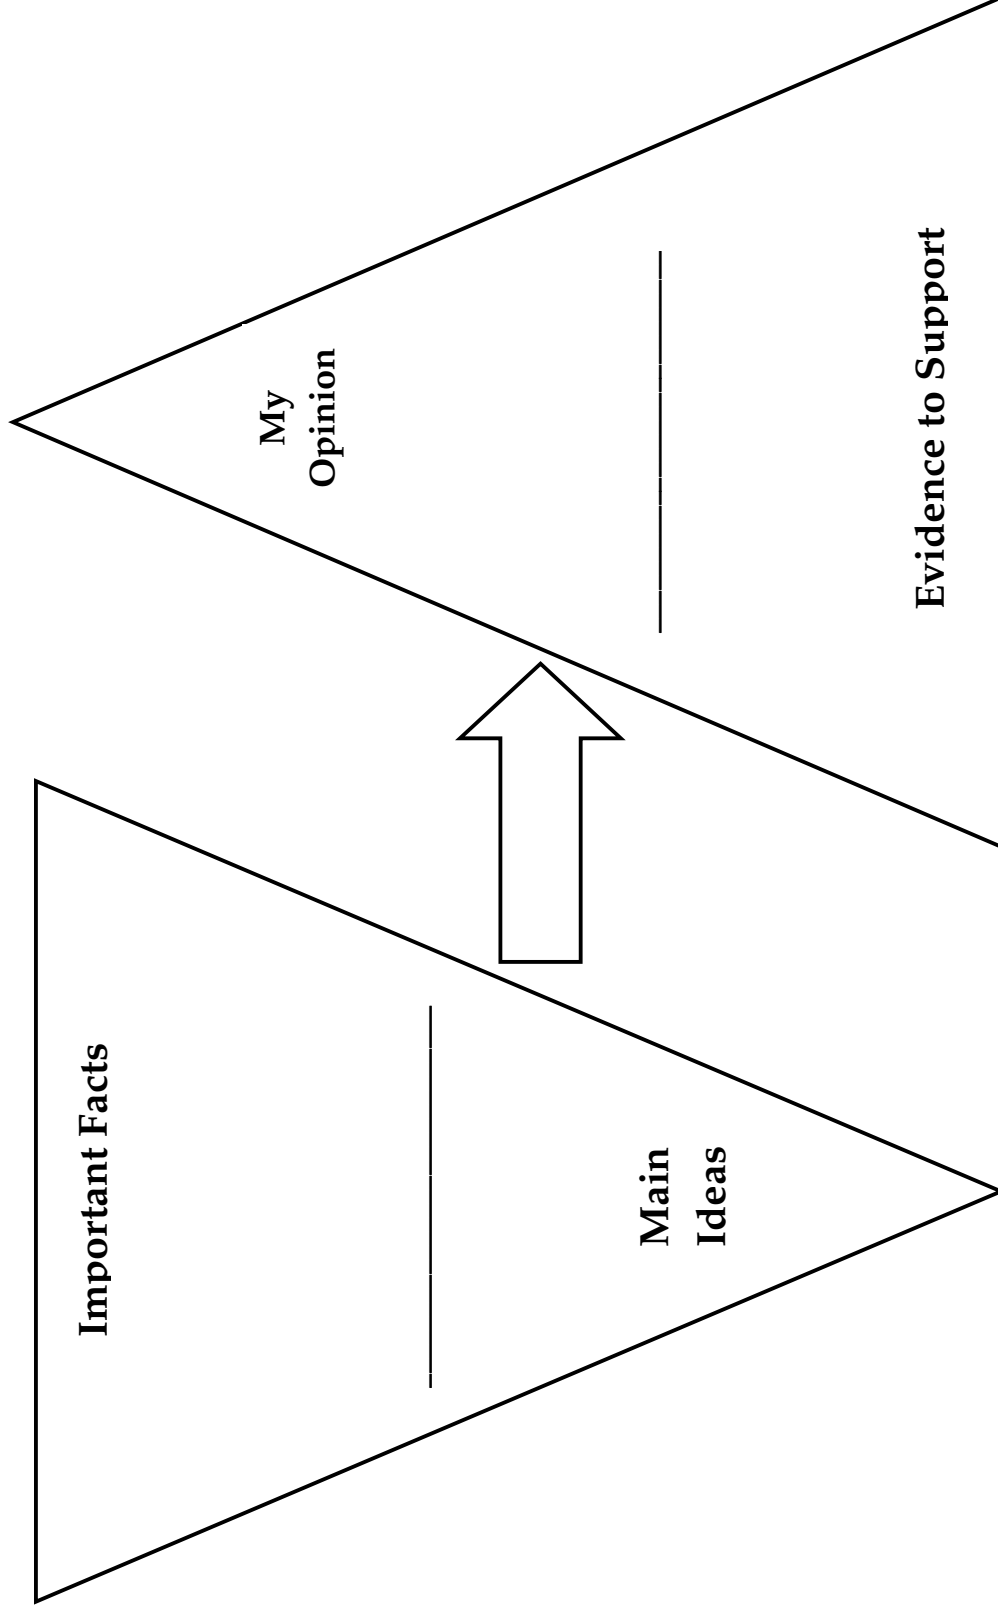 Important Facts
Main
Ideas
My
Opinion
Evidence to Support